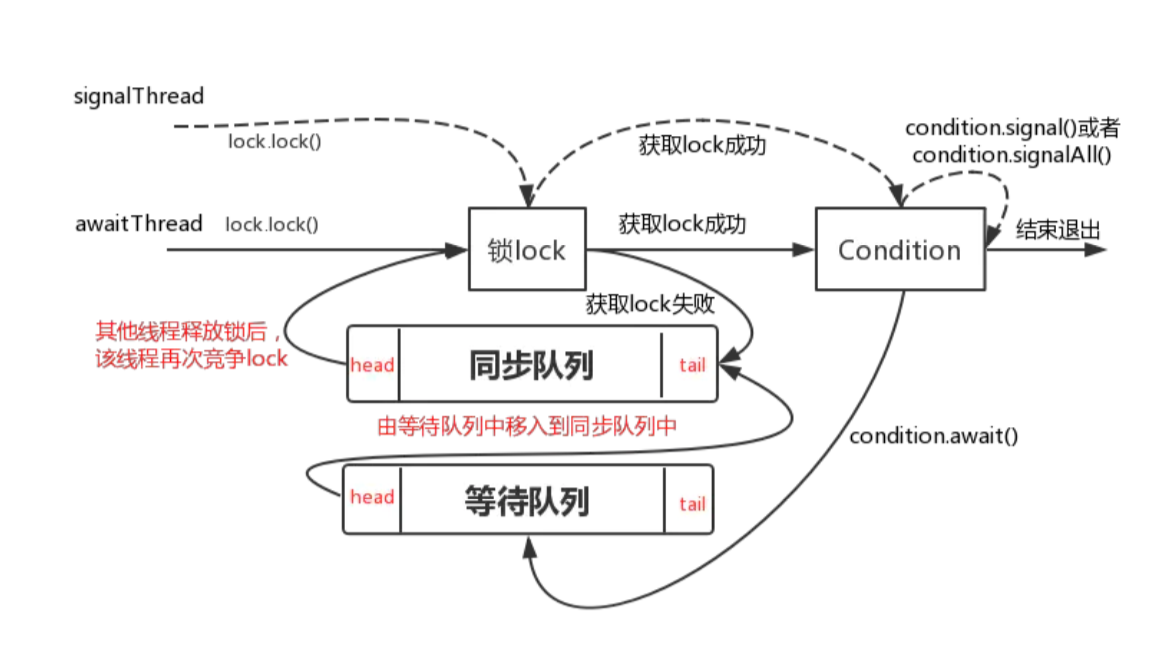 signalThread
lock.lock()
获取lock成功
condition.signal()或者
condition.signalAll()
awaitThread
lock.lock()
锁lock
获取lock成功
Condition
结束退出
获取lock失败
其他线程释放锁后，
该线程再次竞争lock
head
同步队列
tail
由等待队列中移入到同步队列中
condition.await()
head
等待队列
tail